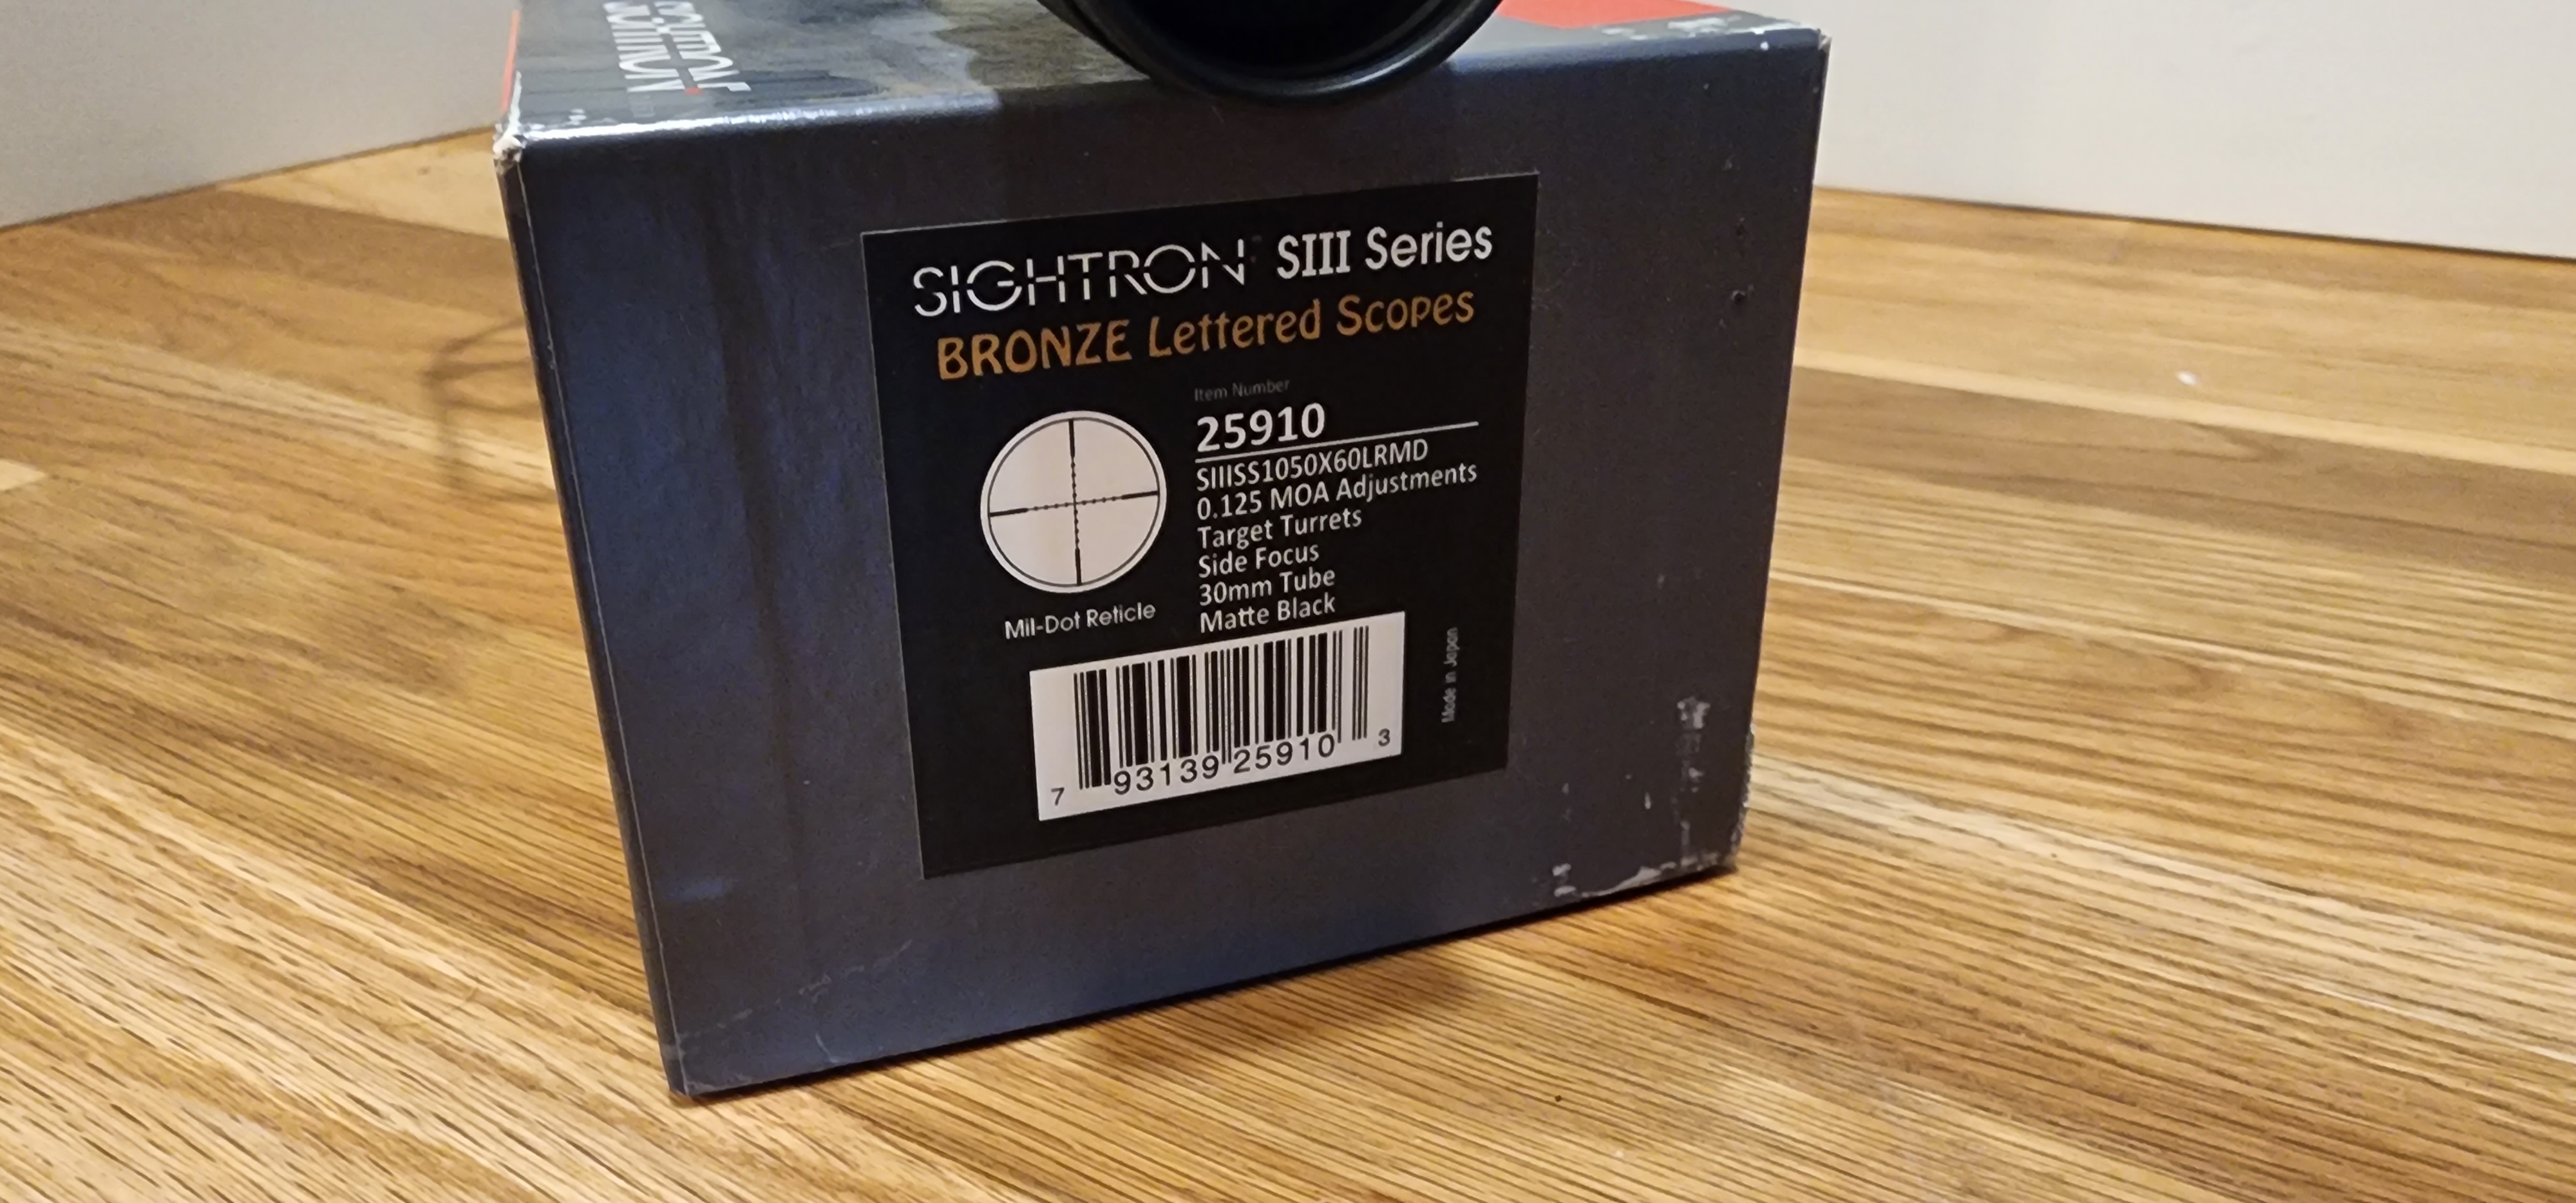 SIGHTRON SIII Series
BRONZE Lettered Scopes
Item Number
25910
SIIISS1050X60LRMD
0.125 MOA Adjustments
Target Turrets
Side Focus
30mm Tube
Matte Black
Mil-Dot Reticle
Made in Japan
7 93139 25910 3